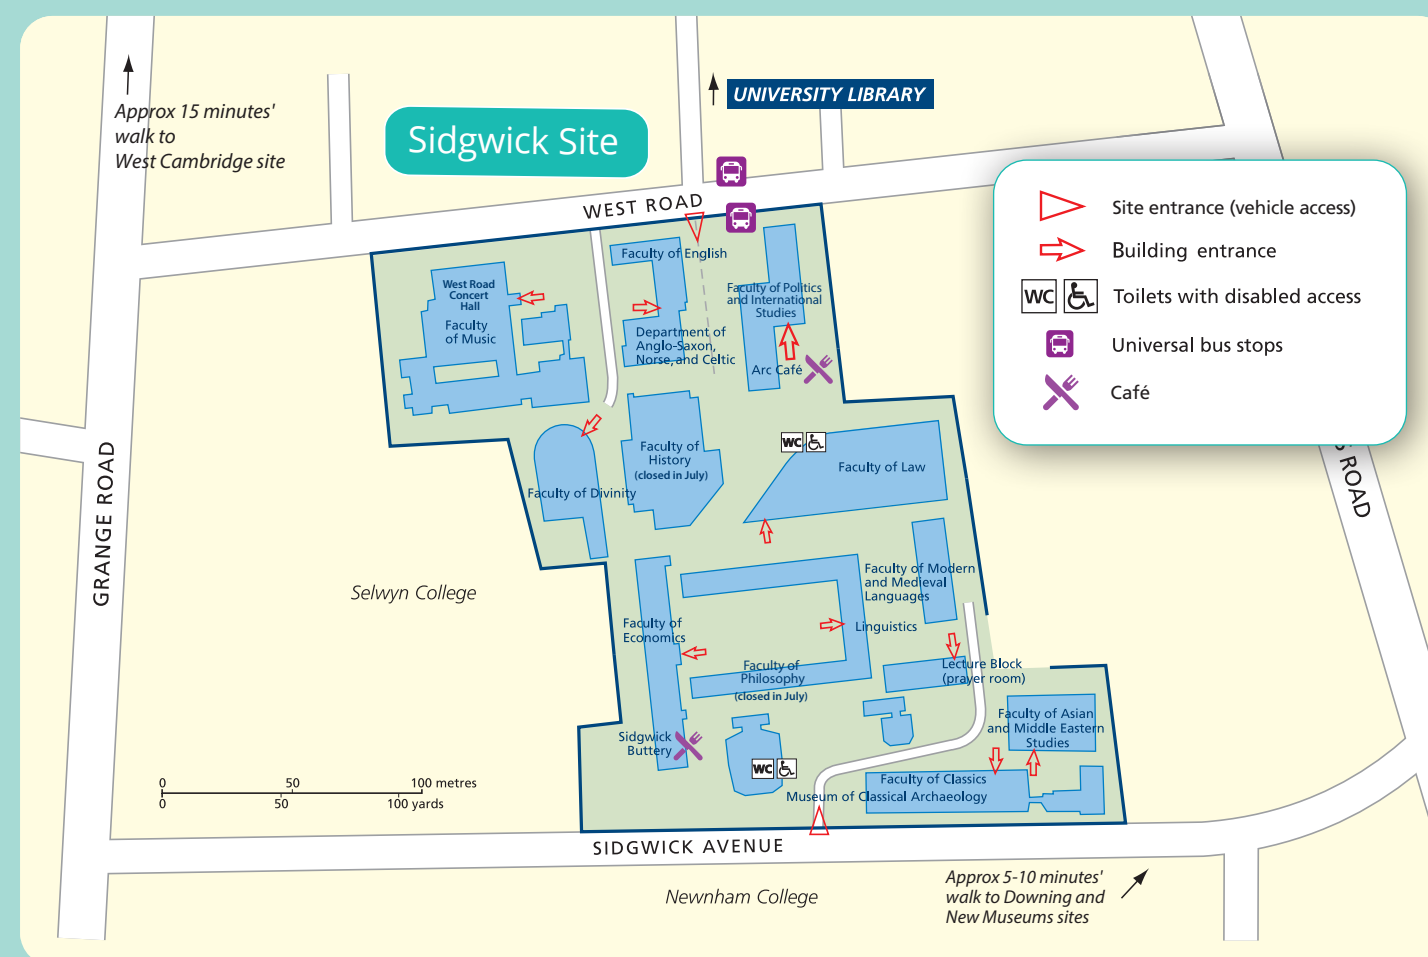 Approx 15 minutes'
walk to
West Cambridge site
Sidgwick Site
UNIVERSITY LIBRARY
WEST ROAD
Site entrance (vehicle access)
Building entrance
WC
Toilets with disabled access
Universal bus stops
Café
Faculty of English
West Road
Concert
Hall
Faculty
of Music
Faculty of Politics
and International
Studies
Department of
Anglo-Saxon,
Norse, and Celtic
Arc Café
GRANGE ROAD
Faculty of
History
(closed in July)
WC
Faculty of Law
ROAD
Faculty of Divinity
Selwyn College
Faculty of Modern
and Medieval
Languages
Faculty of
Economics
Linguistics
Faculty of
Philosophy
(closed in July)
Lecture Block
(prayer room)
Faculty of Asian
and Middle Eastern
Studies
Sidgwick
Buttery
WC
Faculty of Classics
Museum of Classical Archaeology
0 50 100 metres
0 50 100 yards
SIDGWICK AVENUE
Newnham College
Approx 5-10 minutes'
walk to Downing and
New Museums sites